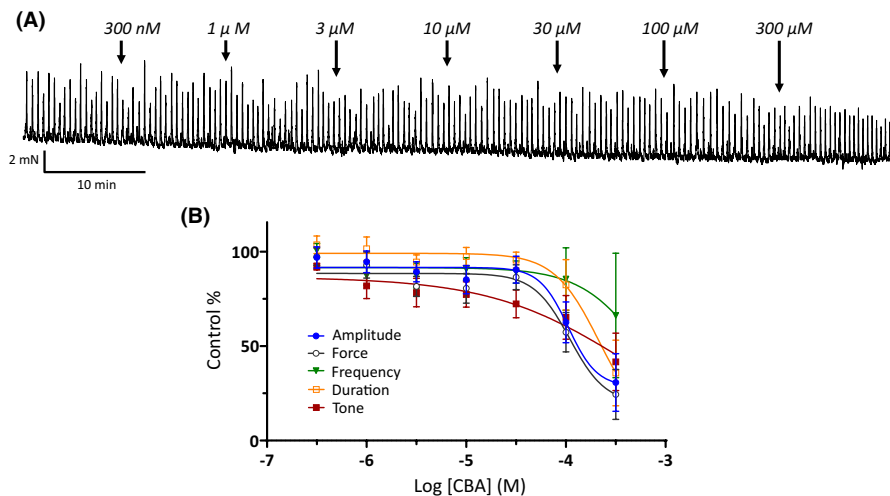 (A)
300 nM 1 μM 3 μM 10 μM 30 μM 100 μM 300 μM
2 mN
10 min
(B)
Control %
100
50
0
Amplitude
Force
Frequency
Duration
Tone
-7 -6 -5 -4 -3
Log [CBA] (M)